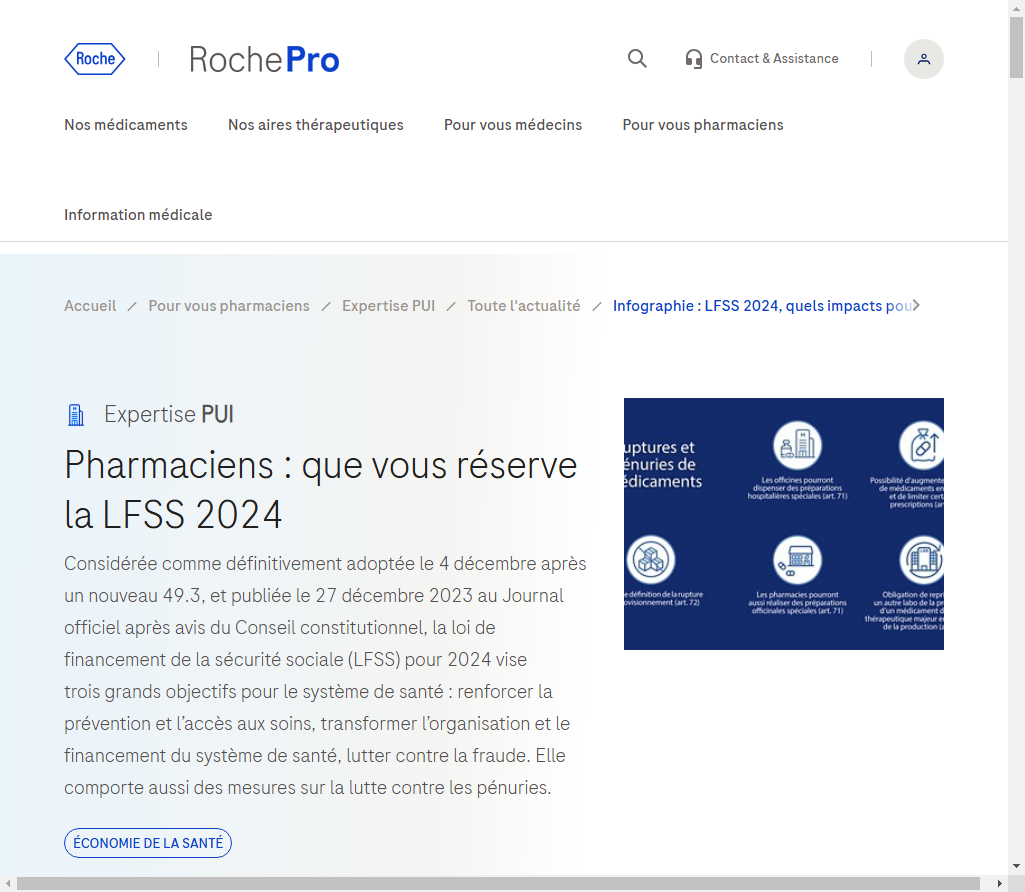 Roche
RochePro
Contact & Assistance
Nos médicaments
Nos aires thérapeutiques
Pour vous médecins
Pour vous pharmaciens
Information médicale
Accueil / Pour vous pharmaciens / Expertise PUI / Toute l'actualité / Infographie : LFSS 2024, quels impacts pou
Expertise PUI
Pharmaciens : que vous réserve
la LFSS 2024
Considérée comme définitivement adoptée le 4 décembre après
un nouveau 49.3, et publiée le 27 décembre 2023 au Journal
officiel après avis du Conseil constitutionnel, la loi de
financement de la sécurité sociale (LFSS) pour 2024 vise
trois grands objectifs pour le système de santé : renforcer la
prévention et l’accès aux soins, transformer l’organisation et le
financement du système de santé, lutter contre la fraude. Elle
comporte aussi des mesures sur la lutte contre les pénuries.
ÉCONOMIE DE LA SANTÉ
uptures et
énuries de
édicaments
Les officines pourront
dispenser des préparations
hospitalières spéciales (art. 71)
Possibilité d'augmente
de médicaments en
et de limiter cert
prescriptions (ar
e définition de la rupture
ovisionnement (art. 72)
Les pharmacies pourront
aussi réaliser des préparations
officinales spéciales (art. 71)
Obligation de repr
un autre labo de la pr
d'un médicament d
thérapeutique majeur e
de la production (a